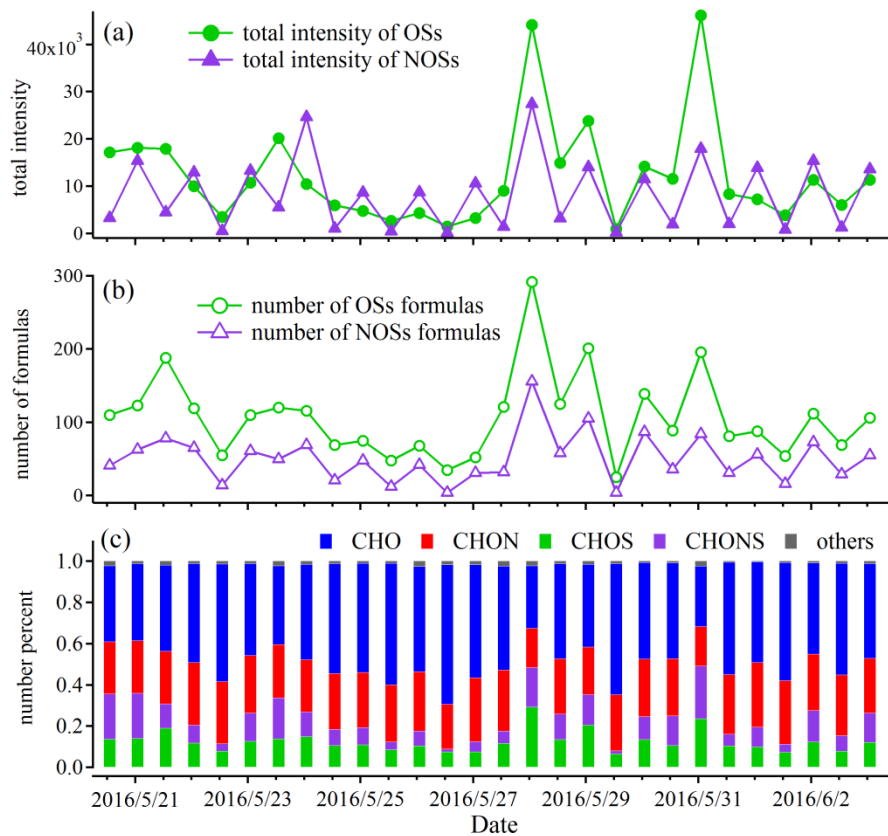 (a)
total intensity of OSs
total intensity of NOSs
total intensity
40x10³
30
20
10
0
(b)
number of OSs formulas
number of NOSs formulas
number of formulas
300
200
100
0
(c)
CHO CHON CHOS CHONS others
number percent
1.0
0.8
0.6
0.4
0.2
0.0
2016/5/21 2016/5/23 2016/5/25 2016/5/27 2016/5/29 2016/5/31 2016/6/2
Date